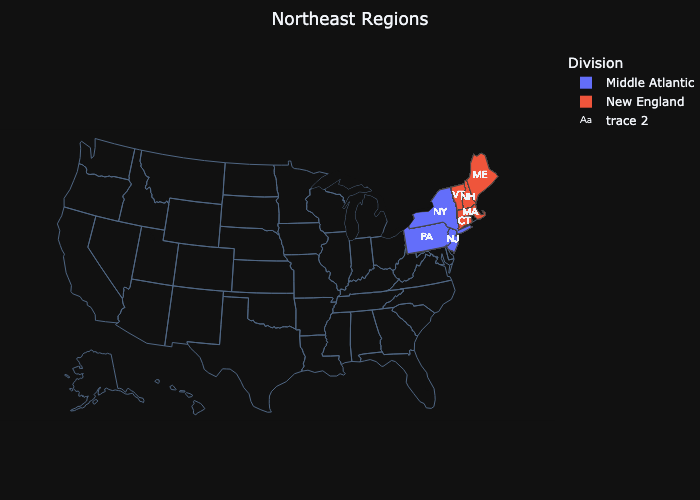 Northeast Regions
Division
Middle Atlantic
New England
Aa trace 2
ME
VT NH
NY MA
CT
PA NJ